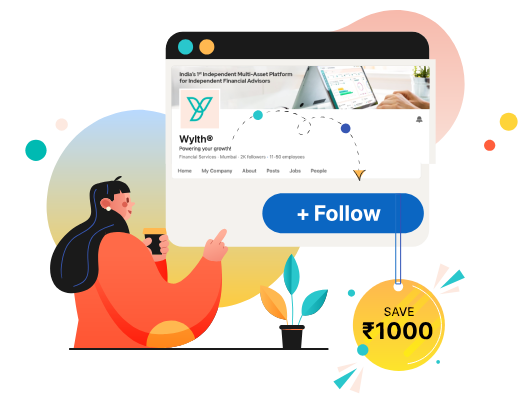 India's 1st Independent Multi-Asset Platform
for Independent Financial Advisors
Wylth®
Powering your growth!
Financial Services · Mumbai · 2K followers · 11-50 employees
Home My Company About Posts Jobs People
+ Follow
SAVE
₹1000